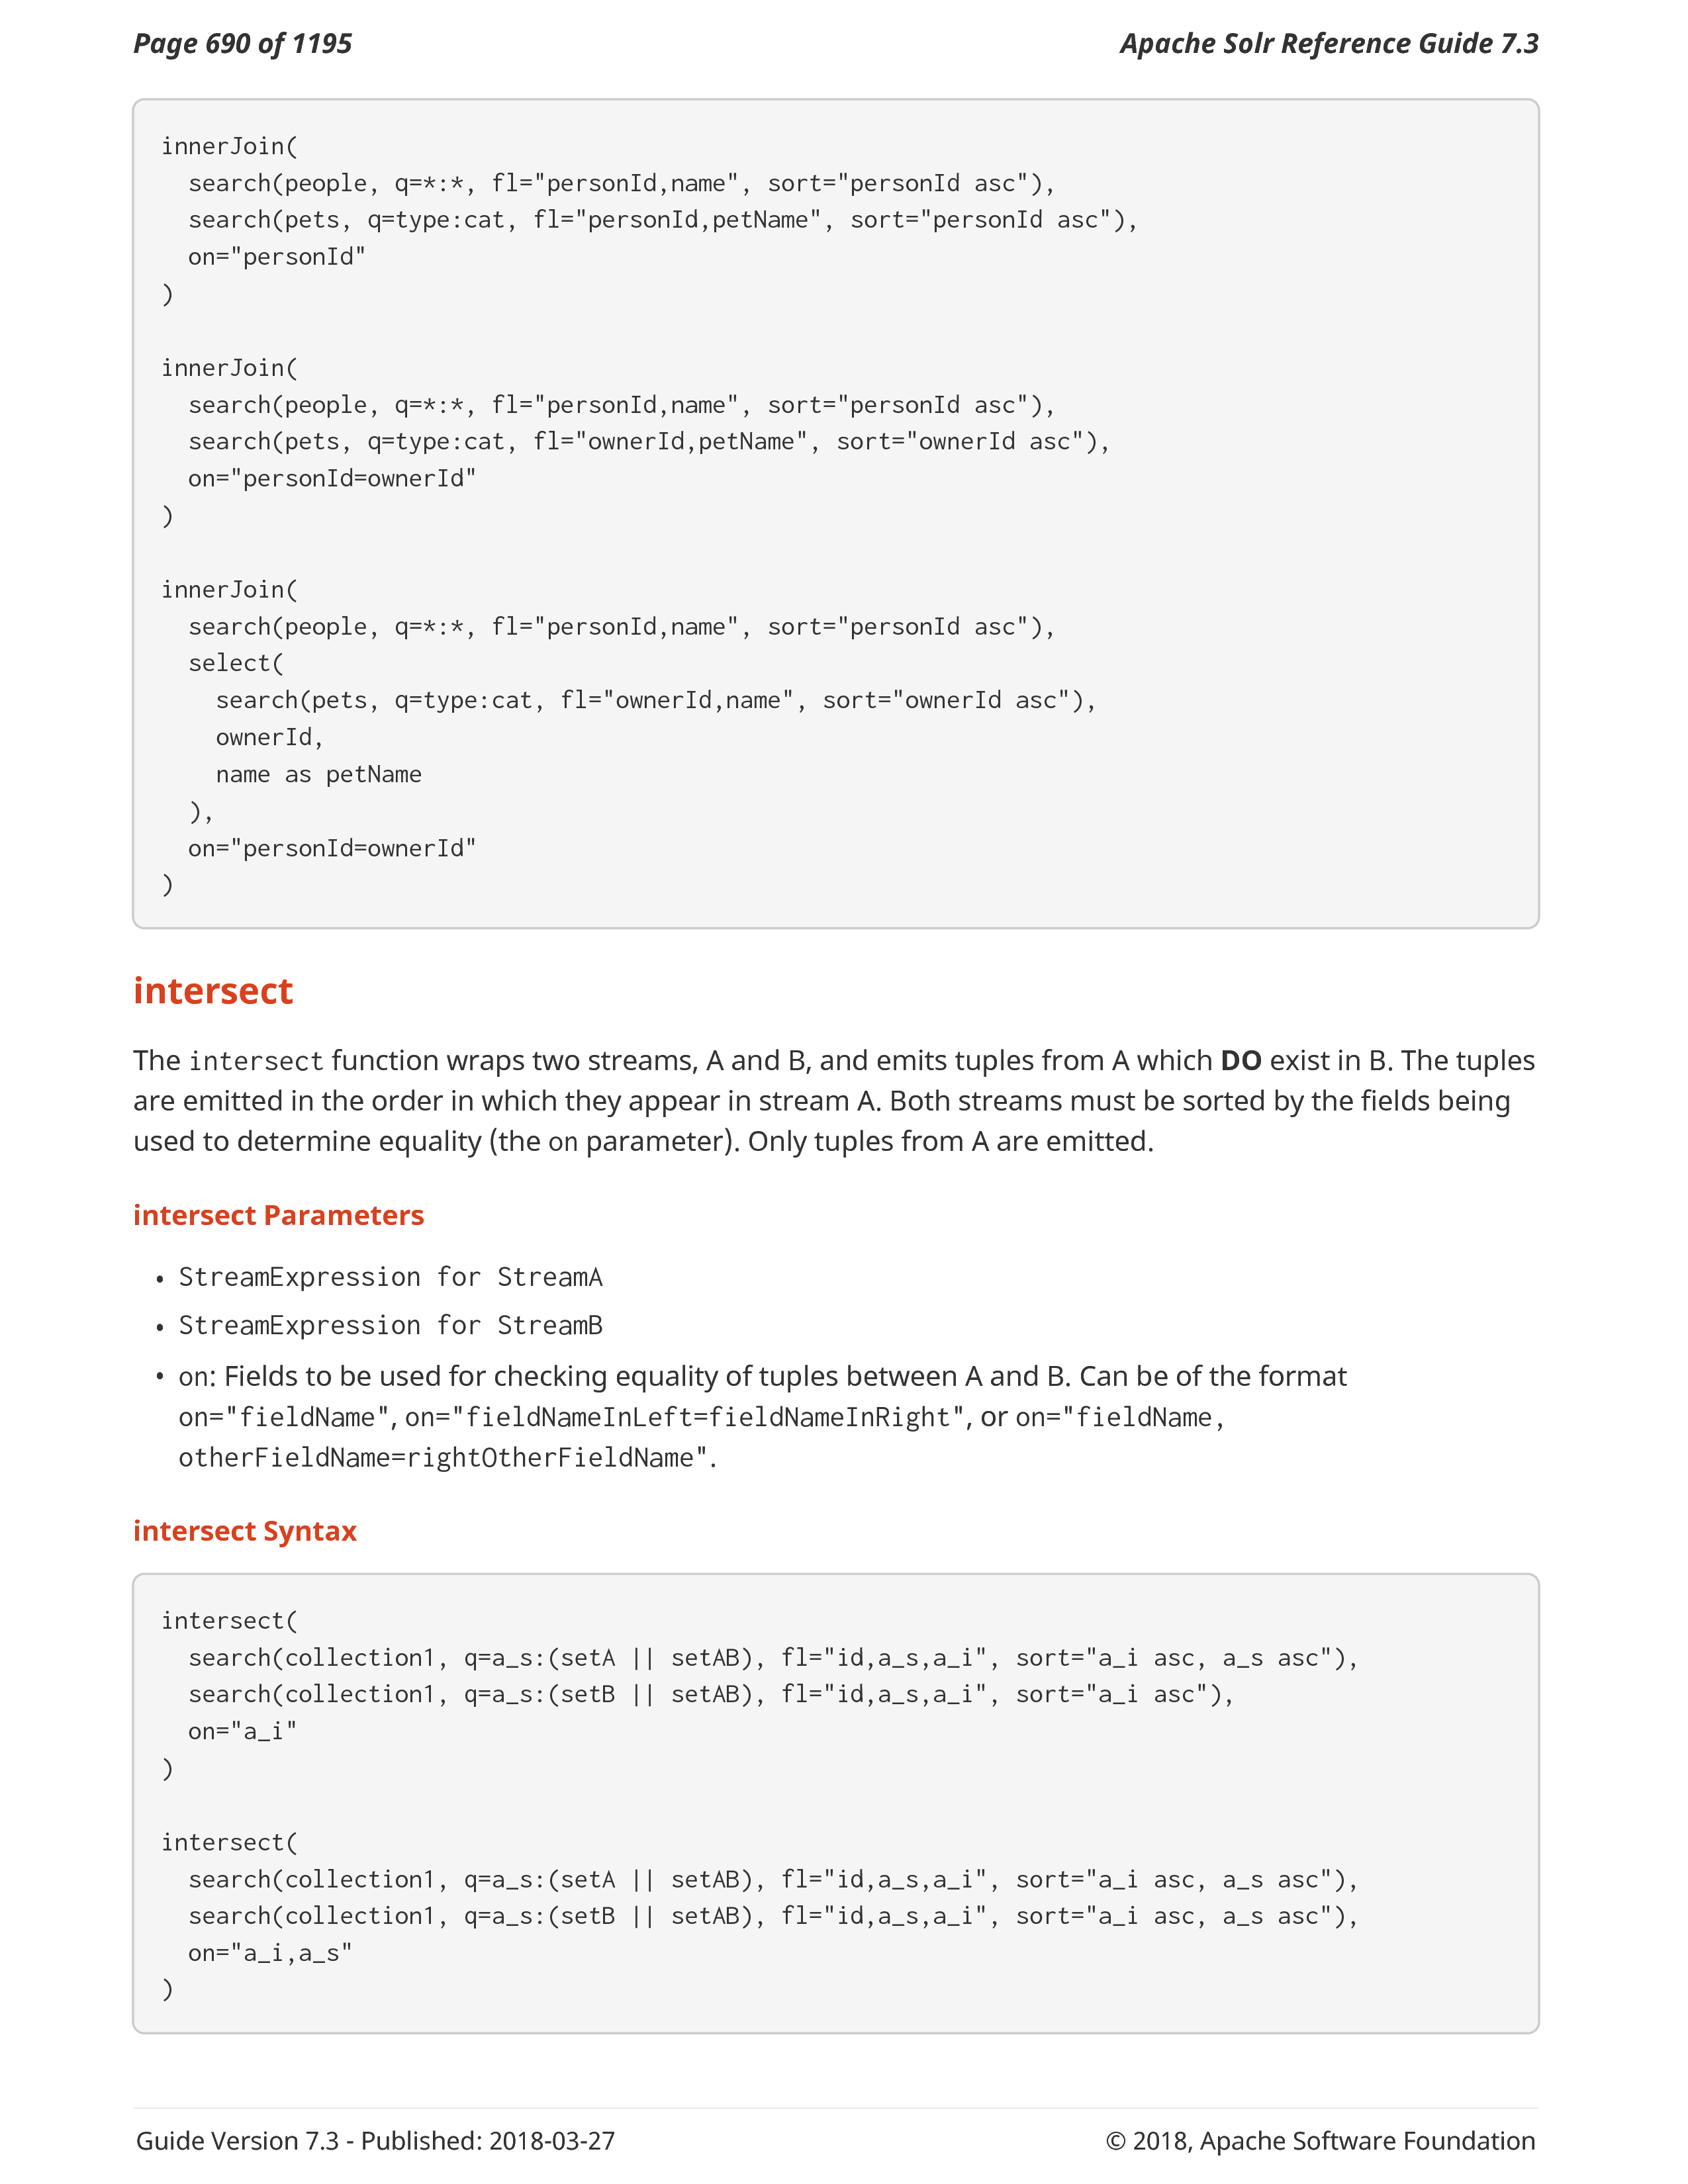 Page 690 of 1195
Apache Solr Reference Guide 7.3
innerJoin(
  search(people, q=*:*, fl="personId,name", sort="personId asc"),
  search(pets, q=type:cat, fl="personId,petName", sort="personId asc"),
  on="personId"
)

innerJoin(
  search(people, q=*:*, fl="personId,name", sort="personId asc"),
  search(pets, q=type:cat, fl="ownerId,petName", sort="ownerId asc"),
  on="personId=ownerId"
)

innerJoin(
  search(people, q=*:*, fl="personId,name", sort="personId asc"),
  select(
    search(pets, q=type:cat, fl="ownerId,name", sort="ownerId asc"),
    ownerId,
    name as petName
  ),
  on="personId=ownerId"
)
intersect
The intersect function wraps two streams, A and B, and emits tuples from A which DO exist in B. The tuples
are emitted in the order in which they appear in stream A. Both streams must be sorted by the fields being
used to determine equality (the on parameter). Only tuples from A are emitted.
intersect Parameters
• StreamExpression for StreamA
• StreamExpression for StreamB
• on: Fields to be used for checking equality of tuples between A and B. Can be of the format
on="fieldName", on="fieldNameInLeft=fieldNameInRight", or on="fieldName,
otherFieldName=rightOtherFieldName".
intersect Syntax
intersect(
  search(collection1, q=a_s:(setA || setAB), fl="id,a_s,a_i", sort="a_i asc, a_s asc"),
  search(collection1, q=a_s:(setB || setAB), fl="id,a_s,a_i", sort="a_i asc"),
  on="a_i"
)

intersect(
  search(collection1, q=a_s:(setA || setAB), fl="id,a_s,a_i", sort="a_i asc, a_s asc"),
  search(collection1, q=a_s:(setB || setAB), fl="id,a_s,a_i", sort="a_i asc, a_s asc"),
  on="a_i,a_s"
)
Guide Version 7.3 - Published: 2018-03-27
© 2018, Apache Software Foundation